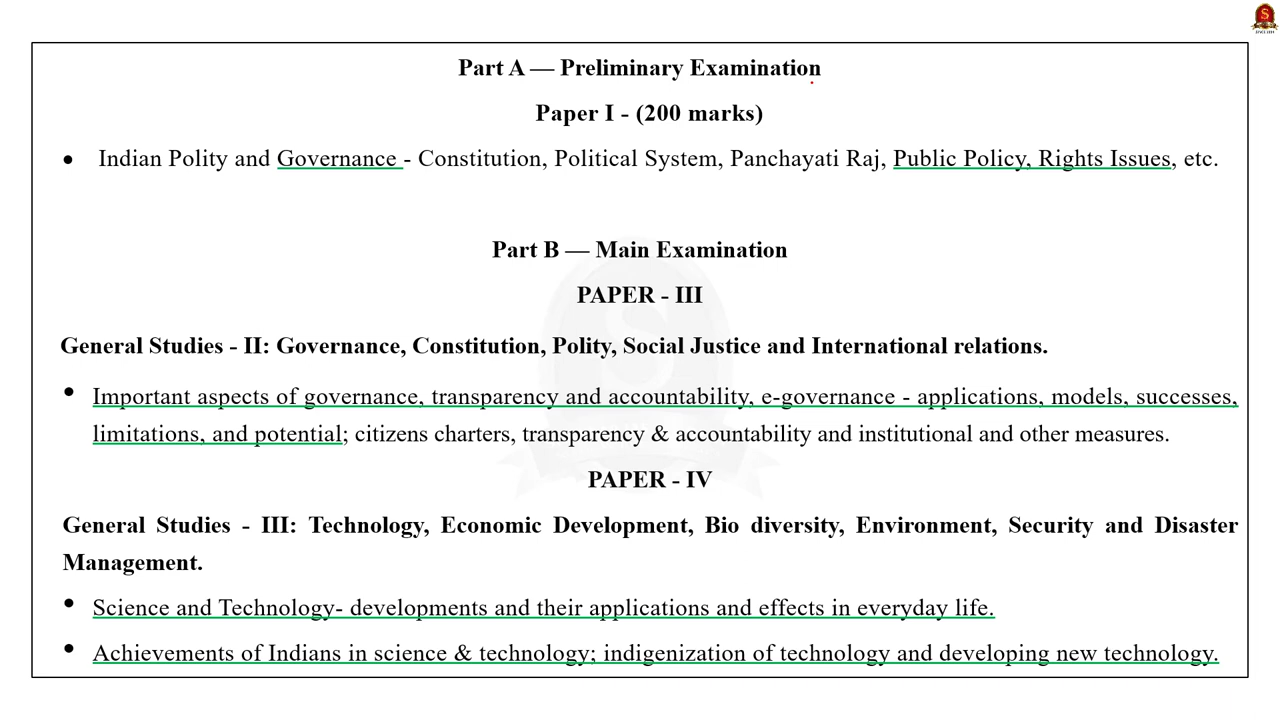 Part A — Preliminary Examination
Paper I - (200 marks)
• Indian Polity and Governance - Constitution, Political System, Panchayati Raj, Public Policy, Rights Issues, etc.
Part B — Main Examination
PAPER - III
General Studies - II: Governance, Constitution, Polity, Social Justice and International relations.
• Important aspects of governance, transparency and accountability, e-governance - applications, models, successes,
limitations, and potential; citizens charters, transparency & accountability and institutional and other measures.
PAPER - IV
General Studies - III: Technology, Economic Development, Bio diversity, Environment, Security and Disaster
Management.
• Science and Technology- developments and their applications and effects in everyday life.
• Achievements of Indians in science & technology; indigenization of technology and developing new technology.